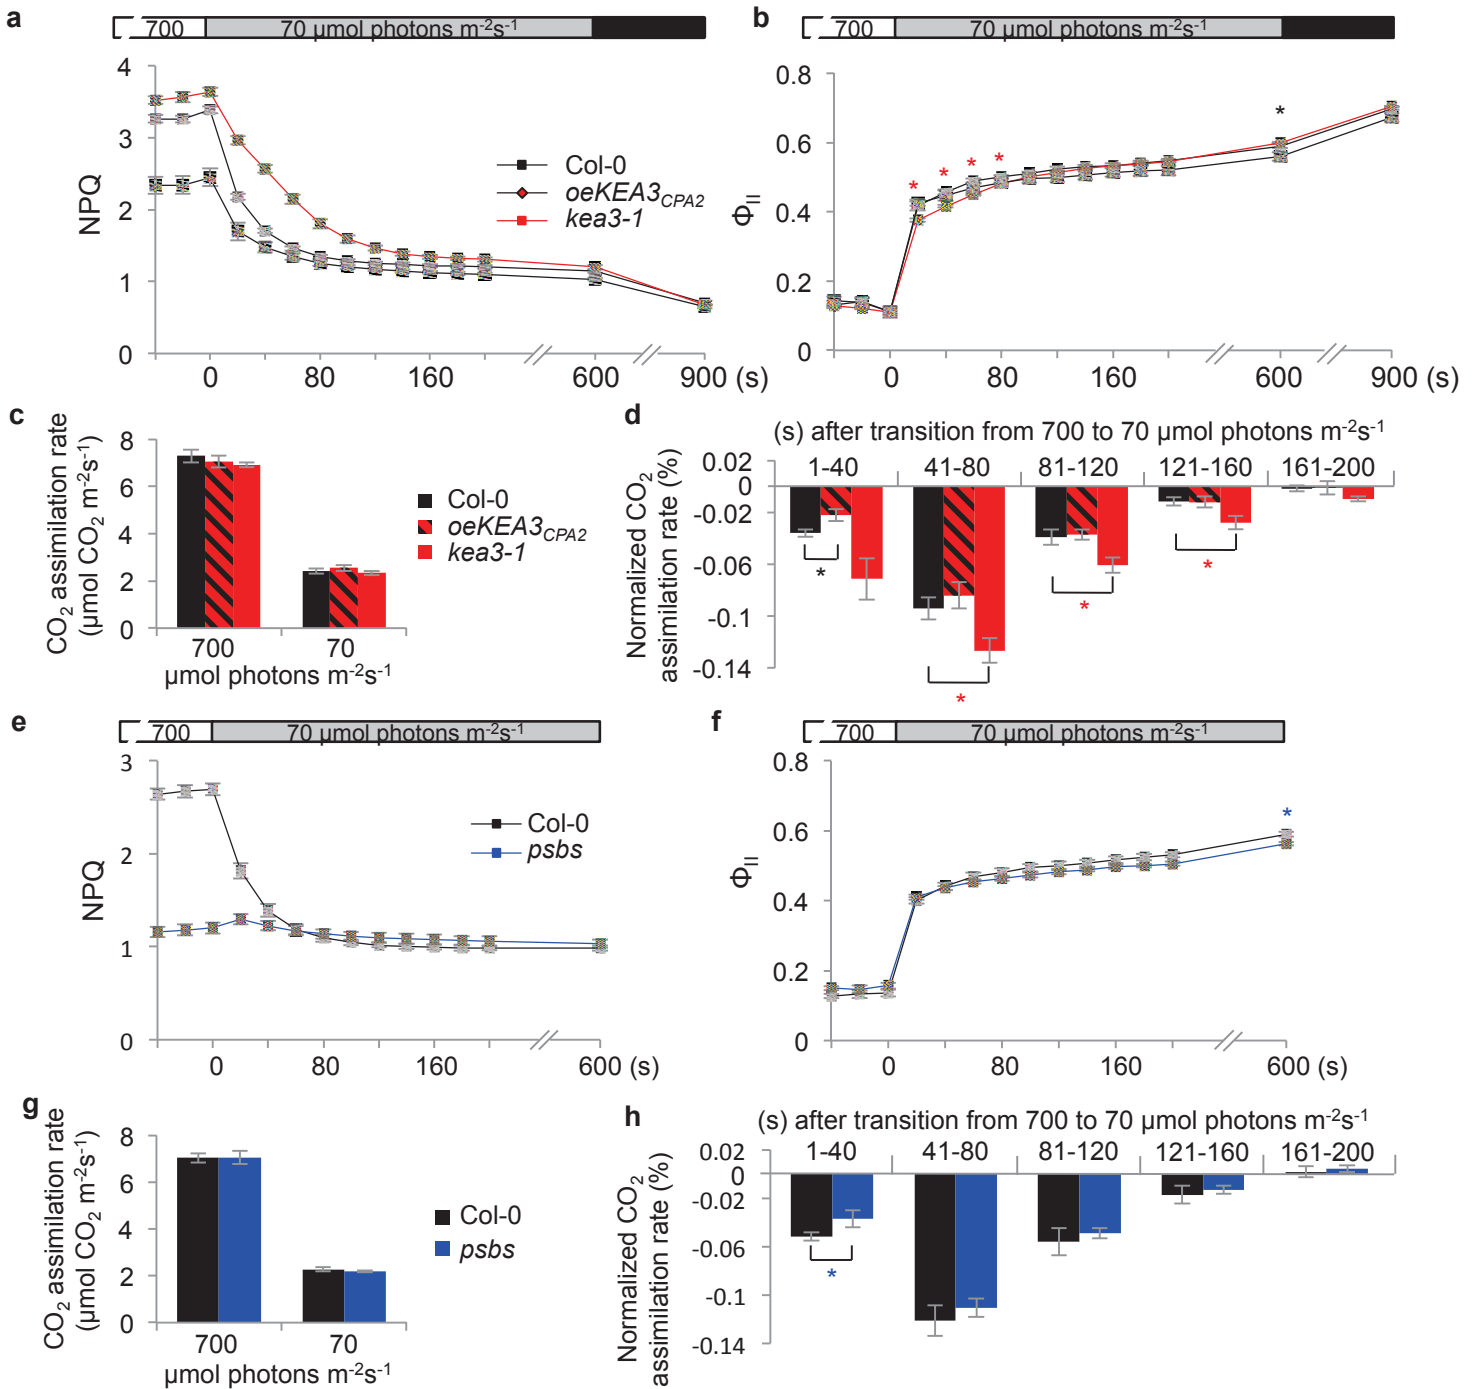 a
700
70 µmol photons m-2s-1
4
3
2
1
0
NPQ
Col-0
oeKEA3CPA2
kea3-1
0
80
160
600
900 (s)
b
700
70 µmol photons m-2s-1
0.8
0.6
0.4
0.2
0
ΦII
*
*
*
*
*
0
80
160
600
900 (s)
c
CO2 assimilation rate
(µmol CO2 m-2s-1)
8
6
4
2
0
700
70
µmol photons m-2s-1
Col-0
oeKEA3CPA2
kea3-1
d
(s) after transition from 700 to 70 µmol photons m-2s-1
1-40
41-80
81-120
121-160
161-200
Normalized CO2
assimilation rate (%)
0.02
0
-0.02
-0.06
-0.1
-0.14
*
*
*
*
e
700
70 µmol photons m-2s-1
3
2
1
0
NPQ
Col-0
psbs
0
80
160
600 (s)
f
700
70 µmol photons m-2s-1
0.8
0.6
0.4
0.2
0
ΦII
*
0
80
160
600 (s)
g
CO2 assimilation rate
(µmol CO2 m-2s-1)
8
6
4
2
0
700
70
µmol photons m-2s-1
Col-0
psbs
h
(s) after transition from 700 to 70 µmol photons m-2s-1
1-40
41-80
81-120
121-160
161-200
Normalized CO2
assimilation rate (%)
0.02
0
-0.02
-0.06
-0.1
-0.14
*